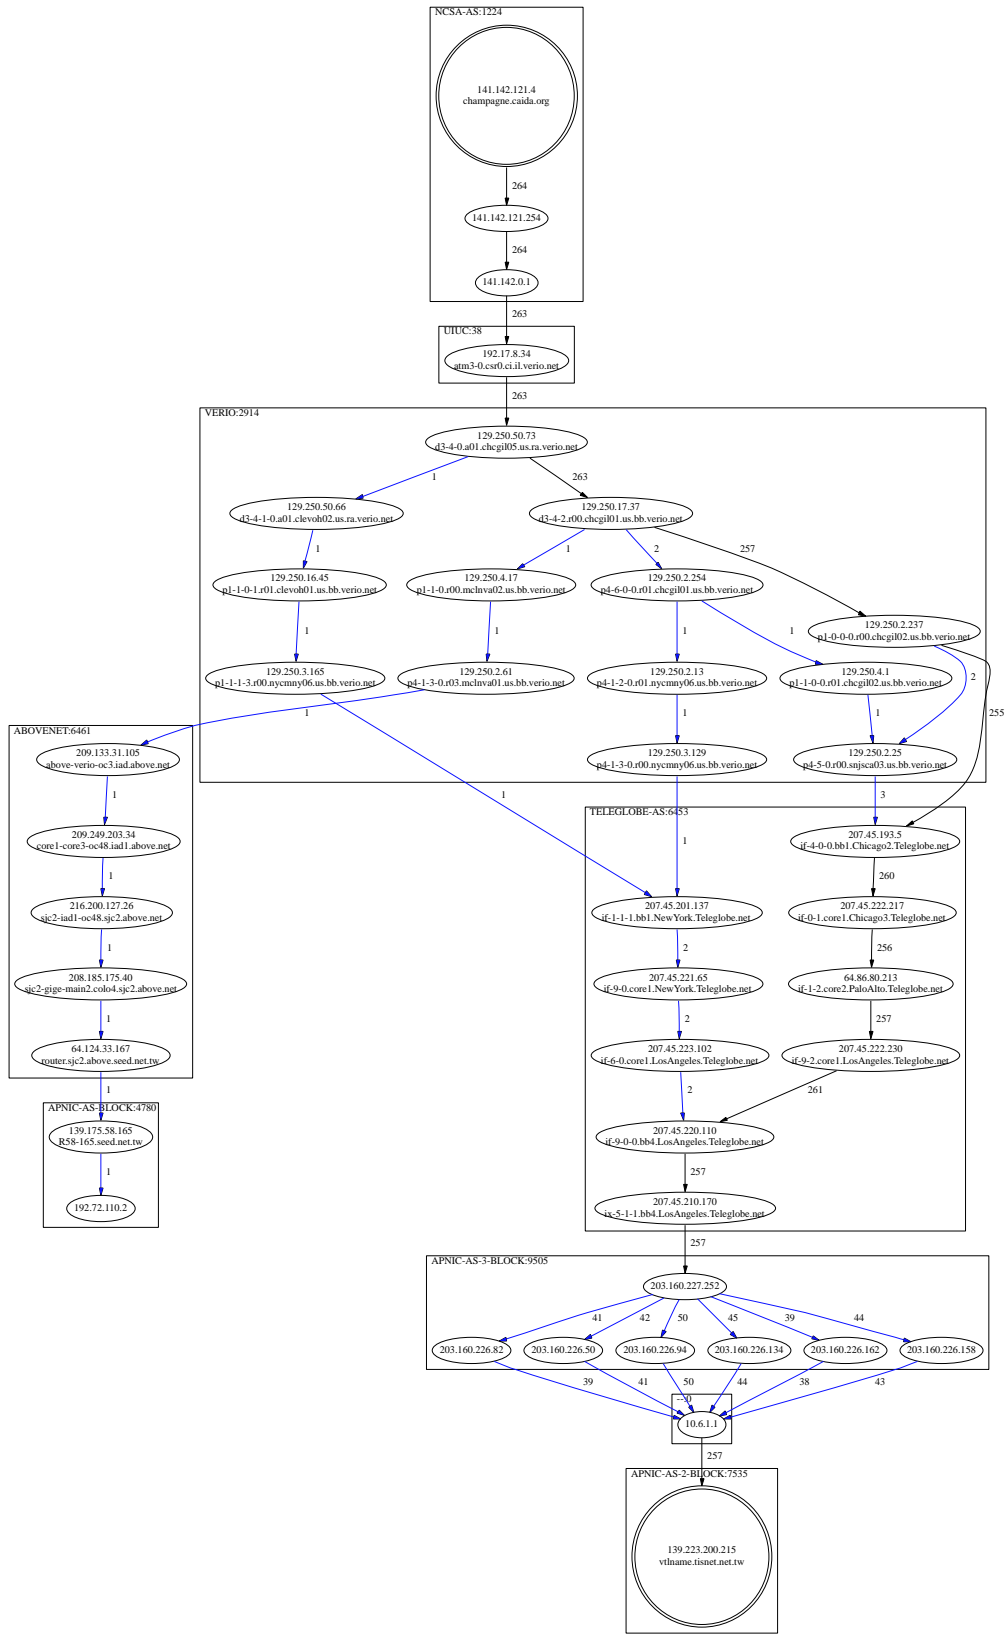 NCSA-AS:1224
141.142.121.4
champagne.caida.org
264
141.142.121.254
264
141.142.0.1
263
UIUC:38
192.17.8.34
atm3-0.csr0.ci.il.verio.net
263
VERIO:2914
129.250.50.73
d3-4-0.a01.chcgil05.us.ra.verio.net
1
263
129.250.50.66
d3-4-1-0.a01.clevoh02.us.ra.verio.net
129.250.17.37
d3-4-2.r00.chcgil01.us.bb.verio.net
1
1
2
257
129.250.16.45
p1-1-0-1.r01.clevoh01.us.bb.verio.net
129.250.4.17
p1-1-0.r00.mclnva02.us.bb.verio.net
129.250.2.254
p4-6-0-0.r01.chcgil01.us.bb.verio.net
129.250.2.237
p1-0-0-0.r00.chcgil02.us.bb.verio.net
1
1
1
1
129.250.3.165
p1-1-1-3.r00.nycmny06.us.bb.verio.net
129.250.2.61
p4-1-3-0.r03.mclnva01.us.bb.verio.net
129.250.2.13
p4-1-2-0.r01.nycmny06.us.bb.verio.net
129.250.4.1
p1-1-0-0.r01.chcgil02.us.bb.verio.net
2
1
1
1
255
ABOVENET:6461
209.133.31.105
above-verio-oc3.iad.above.net
129.250.3.129
p4-1-3-0.r00.nycmny06.us.bb.verio.net
129.250.2.25
p4-5-0.r00.snjsca03.us.bb.verio.net
1
1
1
3
TELEGLOBE-AS:6453
209.249.203.34
core1-core3-oc48.iad1.above.net
207.45.193.5
if-4-0-0.bb1.Chicago2.Teleglobe.net
1
260
216.200.127.26
sjc2-iad1-oc48.sjc2.above.net
207.45.201.137
if-1-1-1.bb1.NewYork.Teleglobe.net
207.45.222.217
if-0-1.core1.Chicago3.Teleglobe.net
1
2
256
208.185.175.40
sjc2-gige-main2.colo4.sjc2.above.net
207.45.221.65
if-9-0.core1.NewYork.Teleglobe.net
64.86.80.213
if-1-2.core2.PaloAlto.Teleglobe.net
1
2
257
64.124.33.167
router.sjc2.above.seed.net.tw
207.45.223.102
if-6-0.core1.LosAngeles.Teleglobe.net
207.45.222.230
if-9-2.core1.LosAngeles.Teleglobe.net
1
2
261
APNIC-AS-BLOCK:4780
139.175.58.165
R58-165.seed.net.tw
207.45.220.110
if-9-0-0.bb4.LosAngeles.Teleglobe.net
1
257
192.72.110.2
207.45.210.170
ix-5-1-1.bb4.LosAngeles.Teleglobe.net
257
APNIC-AS-3-BLOCK:9505
203.160.227.252
41
42
50
45
39
44
203.160.226.82
203.160.226.50
203.160.226.94
203.160.226.134
203.160.226.162
203.160.226.158
39
41
50
44
38
43
---:0
10.6.1.1
257
APNIC-AS-2-BLOCK:7535
139.223.200.215
vtlname.tisnet.net.tw